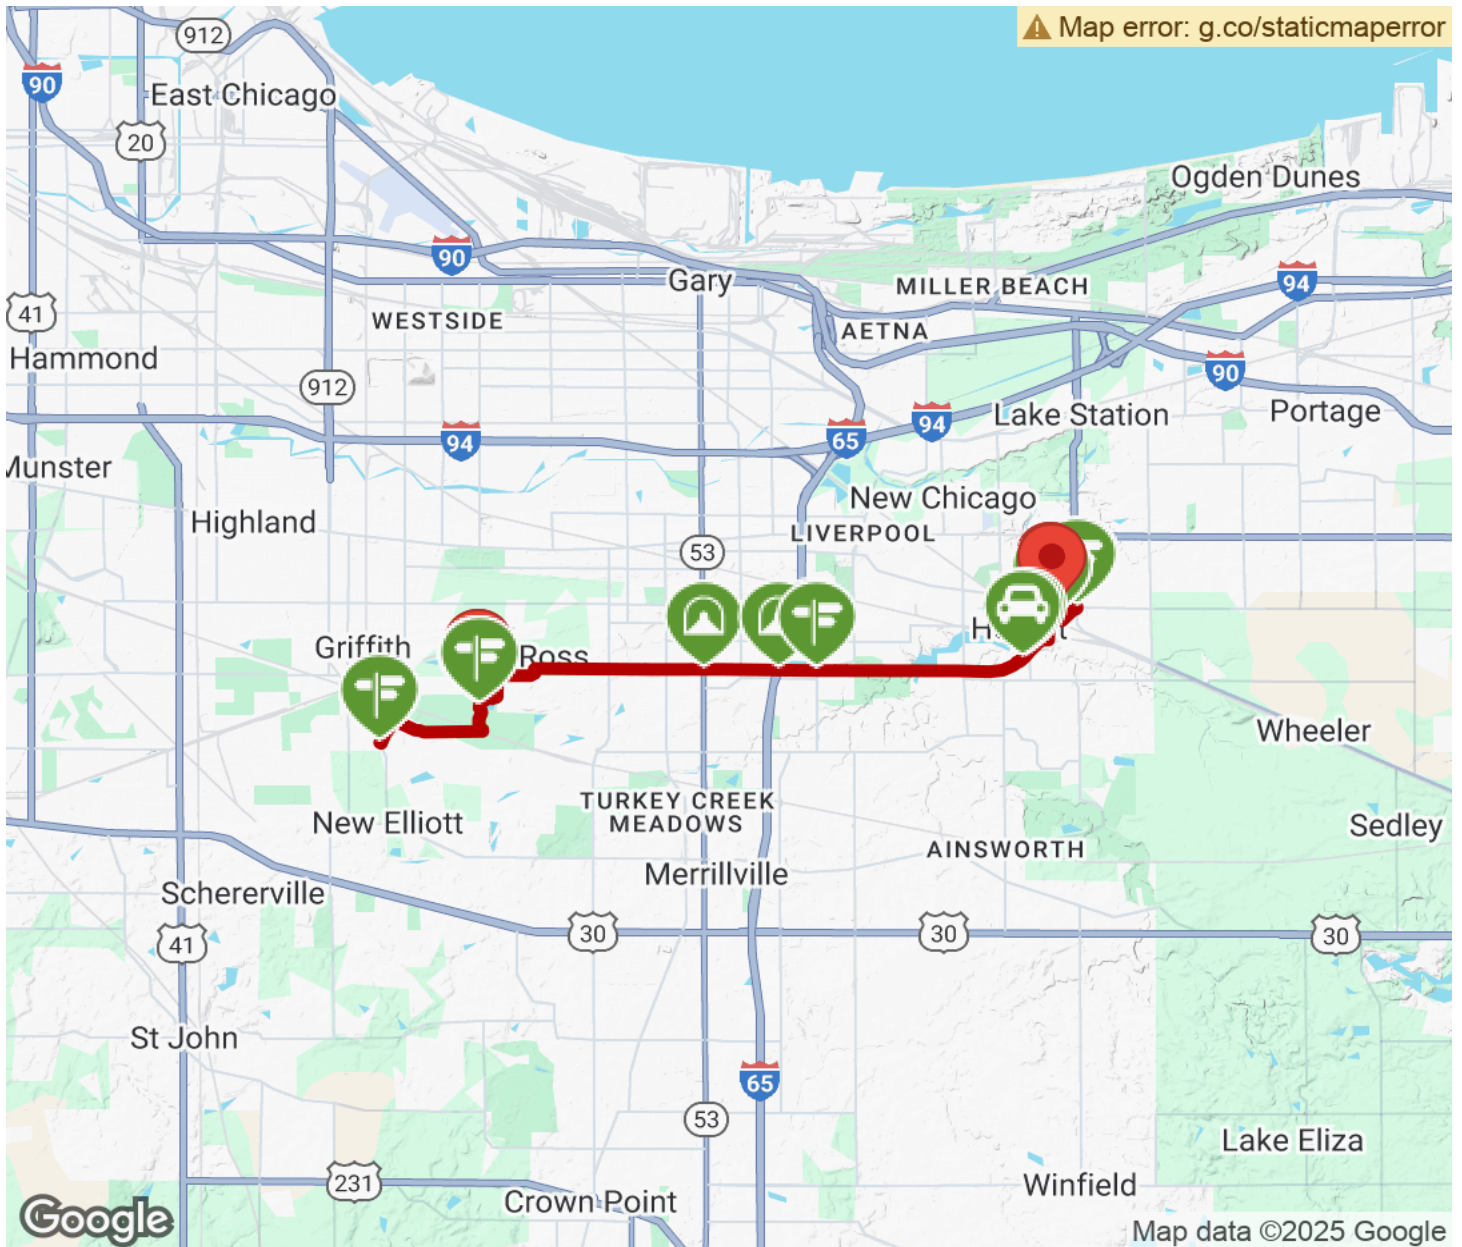 Map error: g.co/staticmaperror
912
90
East Chicago
20
Ogden Dunes
90
Gary
MILLER BEACH
94
41
WESTSIDE
AETNA
Hammond
912
90
Lake Station
Portage
94
65
94
Munster
New Chicago
Highland
LIVERPOOL
53
Griffith
Ross
Wheeler
New Elliott
TURKEY CREEK
MEADOWS
Sedley
AINSWORTH
Merrillville
Schererville
41
30
30
30
St John
65
53
Lake Eliza
231
Winfield
Crown Point
Google
Map data ©2025 Google